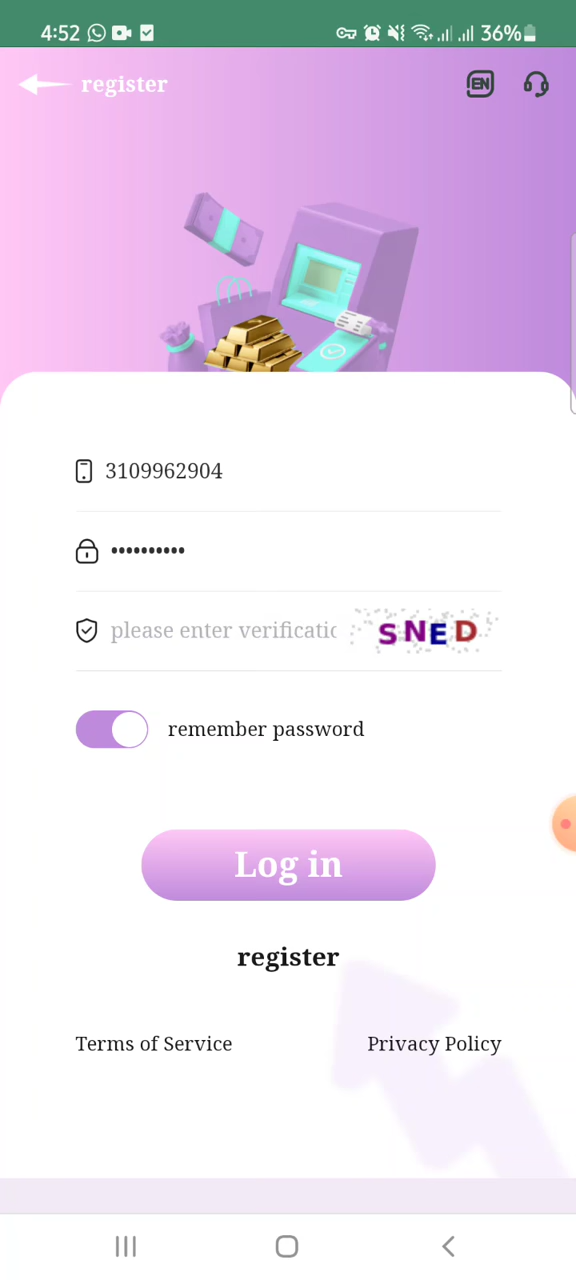 4:52 36%
register EN
3109962904
••••••••••
please enter verificatic SNED
remember password
Log in
register
Terms of Service Privacy Policy